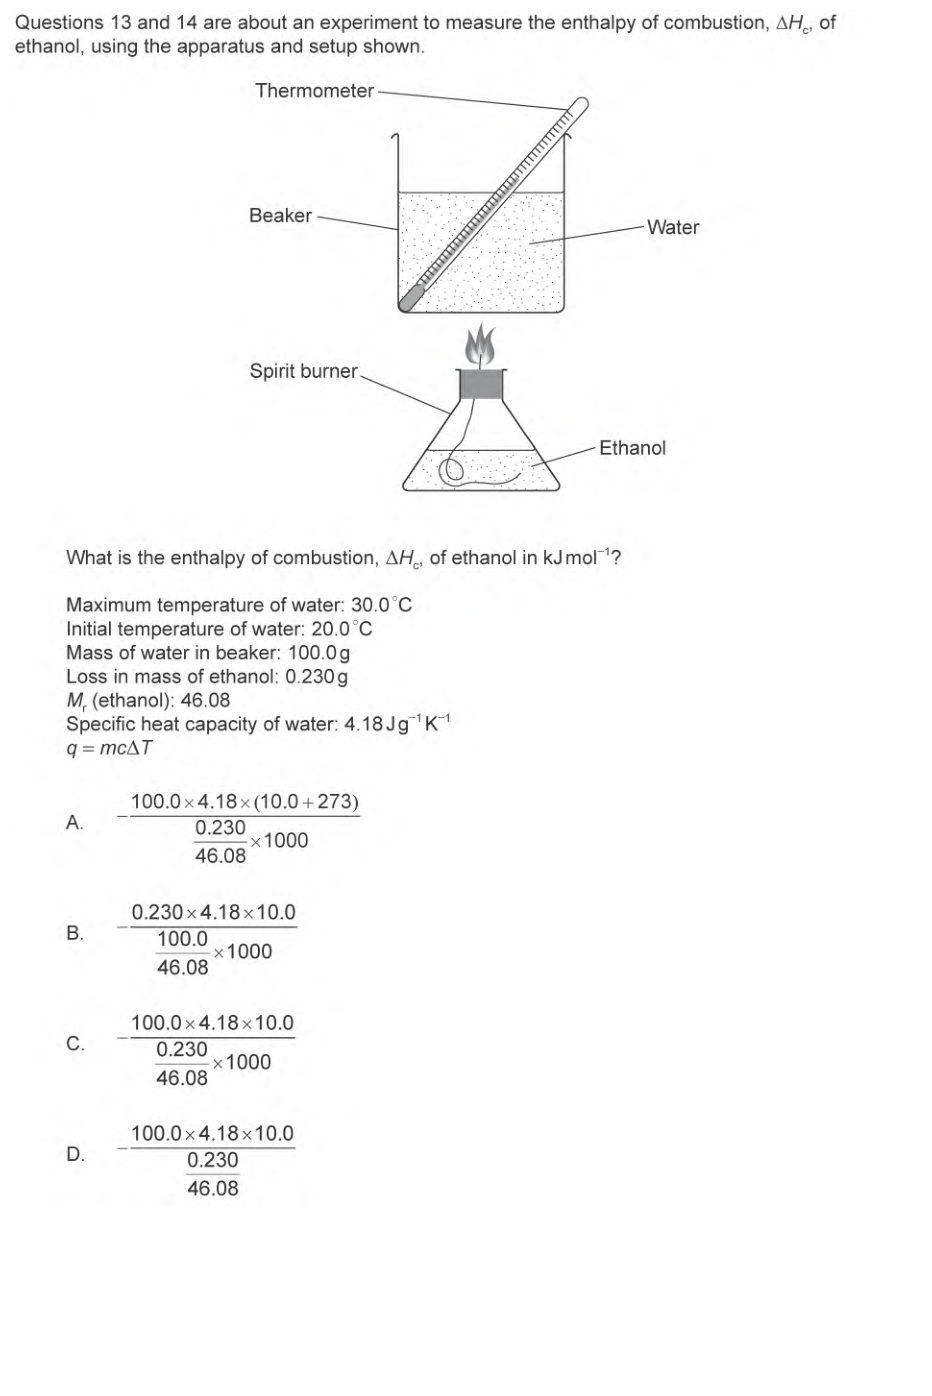 Questions 13 and 14 are about an experiment to measure the enthalpy of combustion, ΔH꜀, of
ethanol, using the apparatus and setup shown.
Thermometer
Beaker
Water
Spirit burner
Ethanol
What is the enthalpy of combustion, ΔH꜀, of ethanol in kJ mol⁻¹?
Maximum temperature of water: 30.0°C
Initial temperature of water: 20.0°C
Mass of water in beaker: 100.0g
Loss in mass of ethanol: 0.230g
Mᵣ (ethanol): 46.08
Specific heat capacity of water: 4.18Jg⁻¹K⁻¹
q = mcΔT
100.0×4.18×(10.0+273)
A. −
0.230
×1000
46.08
0.230×4.18×10.0
B. −
100.0
×1000
46.08
100.0×4.18×10.0
C. −
0.230
×1000
46.08
100.0×4.18×10.0
D. −
0.230
46.08